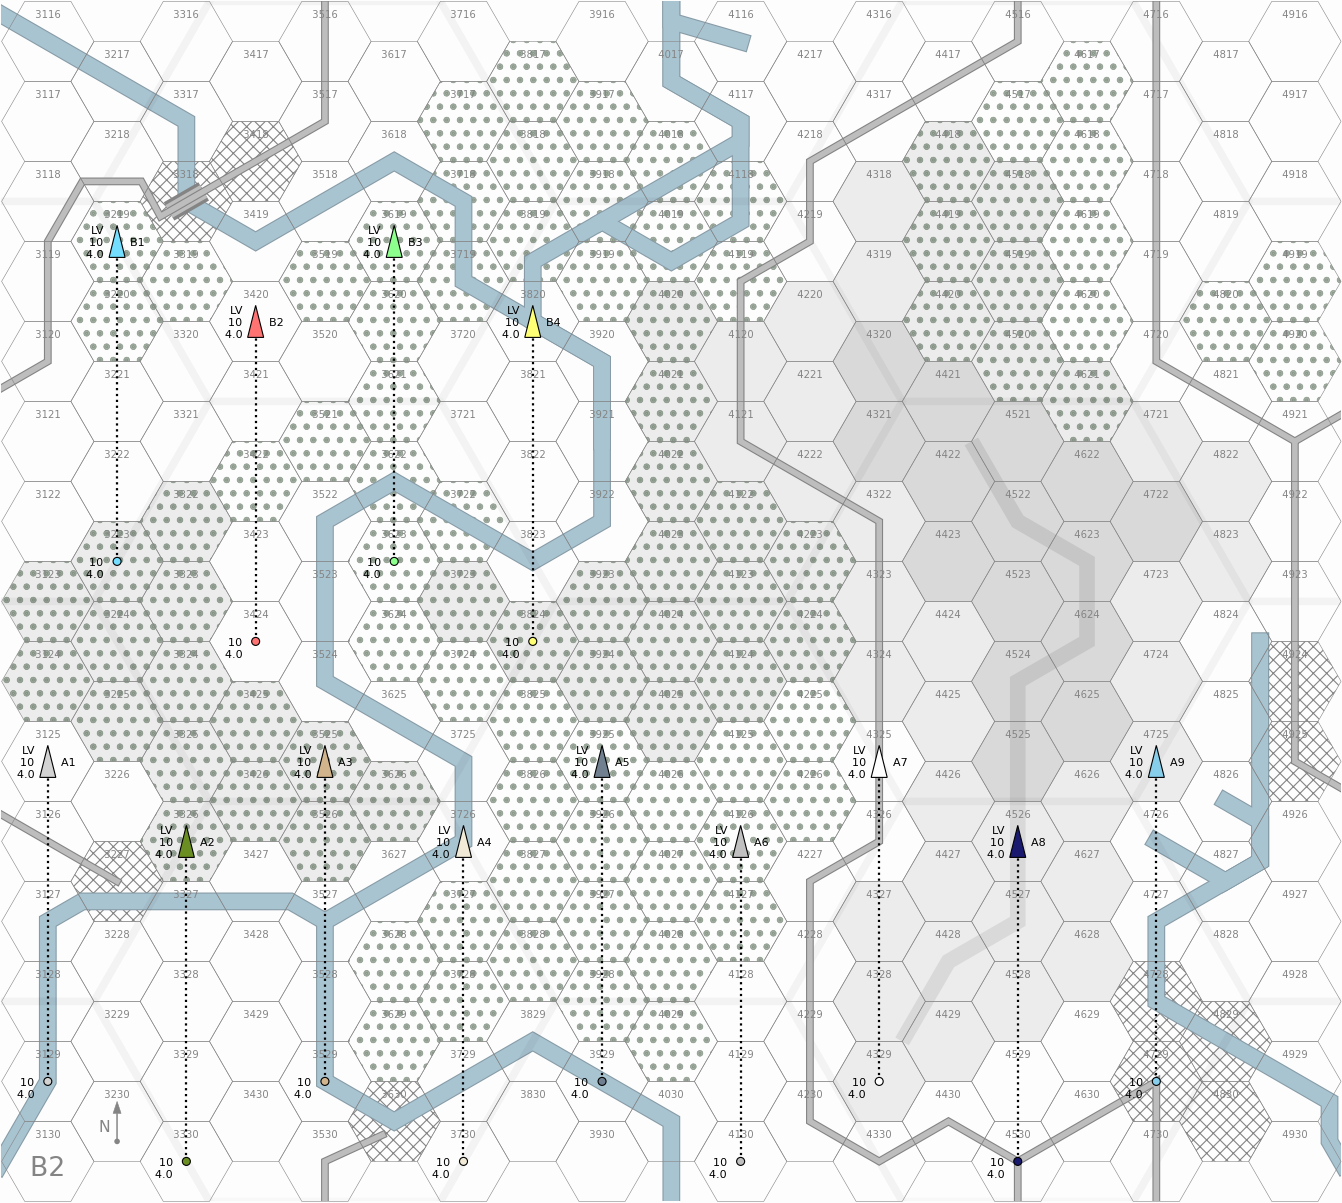 3116 3316 3516 3716 3916 4116 4316 4516 4716 4916
3217 3417 3617 3817 4017 4217 4417 4617 4817
3117 3317 3517 3717 3917 4117 4317 4517 4717 4917
3218 3418 3618 3818 4018 4218 4418 4618 4818
3118 3318 3518 3718 3918 4118 4318 4518 4718 4918
3219 3419 3619 3819 4019 4219 4419 4619 4819
LV LV
10 B1 10 B3
3119 4.0 3319 3519 4.0 3719 3919 4119 4319 4519 4719 4919
3220 3420 3620 3820 4020 4220 4420 4620 4820
LV LV
10 B2 10 B4
3120 3320 4.0 3520 3720 4.0 3920 4120 4320 4520 4720 4920
3221 3421 3621 3821 4021 4221 4421 4621 4821
3121 3321 3521 3721 3921 4121 4321 4521 4721 4921
3222 3422 3622 3822 4022 4222 4422 4622 4822
3122 3322 3522 3722 3922 4122 4322 4522 4722 4922
3223 3423 3623 3823 4023 4223 4423 4623 4823
10 10
3123 4.0 3323 3523 4.0 3723 3923 4123 4323 4523 4723 4923
3224 3424 3624 3824 4024 4224 4424 4624 4824
10 10
3124 3324 4.0 3524 3724 4.0 3924 4124 4324 4524 4724 4924
3225 3425 3625 3825 4025 4225 4425 4625 4825
3125 3325 3525 3725 3925 4125 4325 4525 4725 4925
LV LV LV LV LV
10 A1 10 A3 10 A5 10 A7 10 A9
4.0 3226 3426 4.0 3626 3826 4.0 4026 4226 4.0 4426 4626 4.0 4826
3126 3326 3526 3726 3926 4126 4326 4526 4726 4926
LV LV LV LV
10 A2 10 A4 10 A6 10 A8
3227 4.0 3427 3627 4.0 3827 4027 4.0 4227 4427 4.0 4627 4827
3127 3327 3527 3727 3927 4127 4327 4527 4727 4927
3228 3428 3628 3828 4028 4228 4428 4628 4828
3128 3328 3528 3728 3928 4128 4328 4528 4728 4928
3229 3429 3629 3829 4029 4229 4429 4629 4829
3129 3329 3529 3729 3929 4129 4329 4529 4729 4929
10 10 10 10 10
4.0 3230 3430 4.0 3630 3830 4.0 4030 4230 4.0 4430 4630 4.0 4830
N
3130 3330 3530 3730 3930 4130 4330 4530 4730 4930
10 10 10 10
B2 4.0 4.0 4.0 4.0